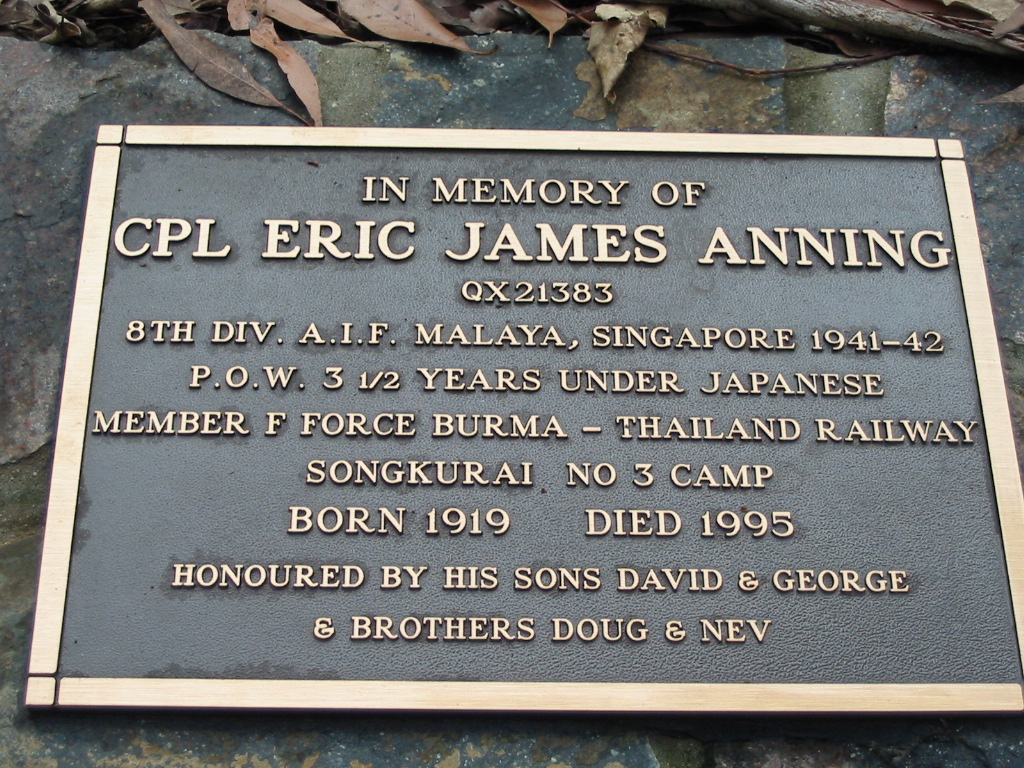 IN MEMORY OF
CPL ERIC JAMES ANNING
QX21383
8TH DIV. A.I.F. MALAYA, SINGAPORE 1941-42
P.O.W. 3 1/2 YEARS UNDER JAPANESE
MEMBER F FORCE BURMA - THAILAND RAILWAY
SONGKURAI NO 3 CAMP
BORN 1919 DIED 1995
HONOURED BY HIS SONS DAVID & GEORGE
& BROTHERS DOUG & NEV